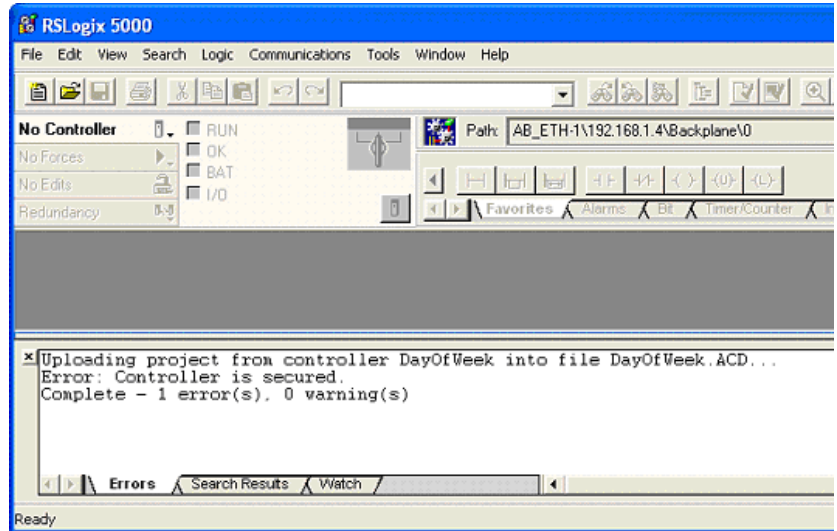 RSLogix 5000
File Edit View Search Logic Communications Tools Window Help
No Controller
RUN
No Forces
OK
No Edits
BAT
Redundancy
I/O
Path: AB_ETH-1\192.168.1.4\Backplane\0
Favorites Alarms Bit Timer/Counter
Uploading project from controller DayOfWeek into file DayOfWeek.ACD...
Error: Controller is secured.
Complete - 1 error(s), 0 warning(s)
Errors Search Results Watch
Ready